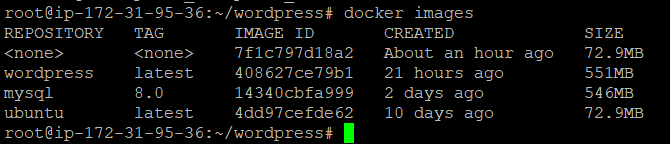 root@ip-172-31-95-36:~/wordpress# docker images
REPOSITORY TAG IMAGE ID CREATED SIZE
<none> <none> 7f1c797d18a2 About an hour ago 72.9MB
wordpress latest 408627ce79b1 21 hours ago 551MB
mysql 8.0 14340cbfa999 2 days ago 546MB
ubuntu latest 4dd97cefde62 10 days ago 72.9MB
root@ip-172-31-95-36:~/wordpress#